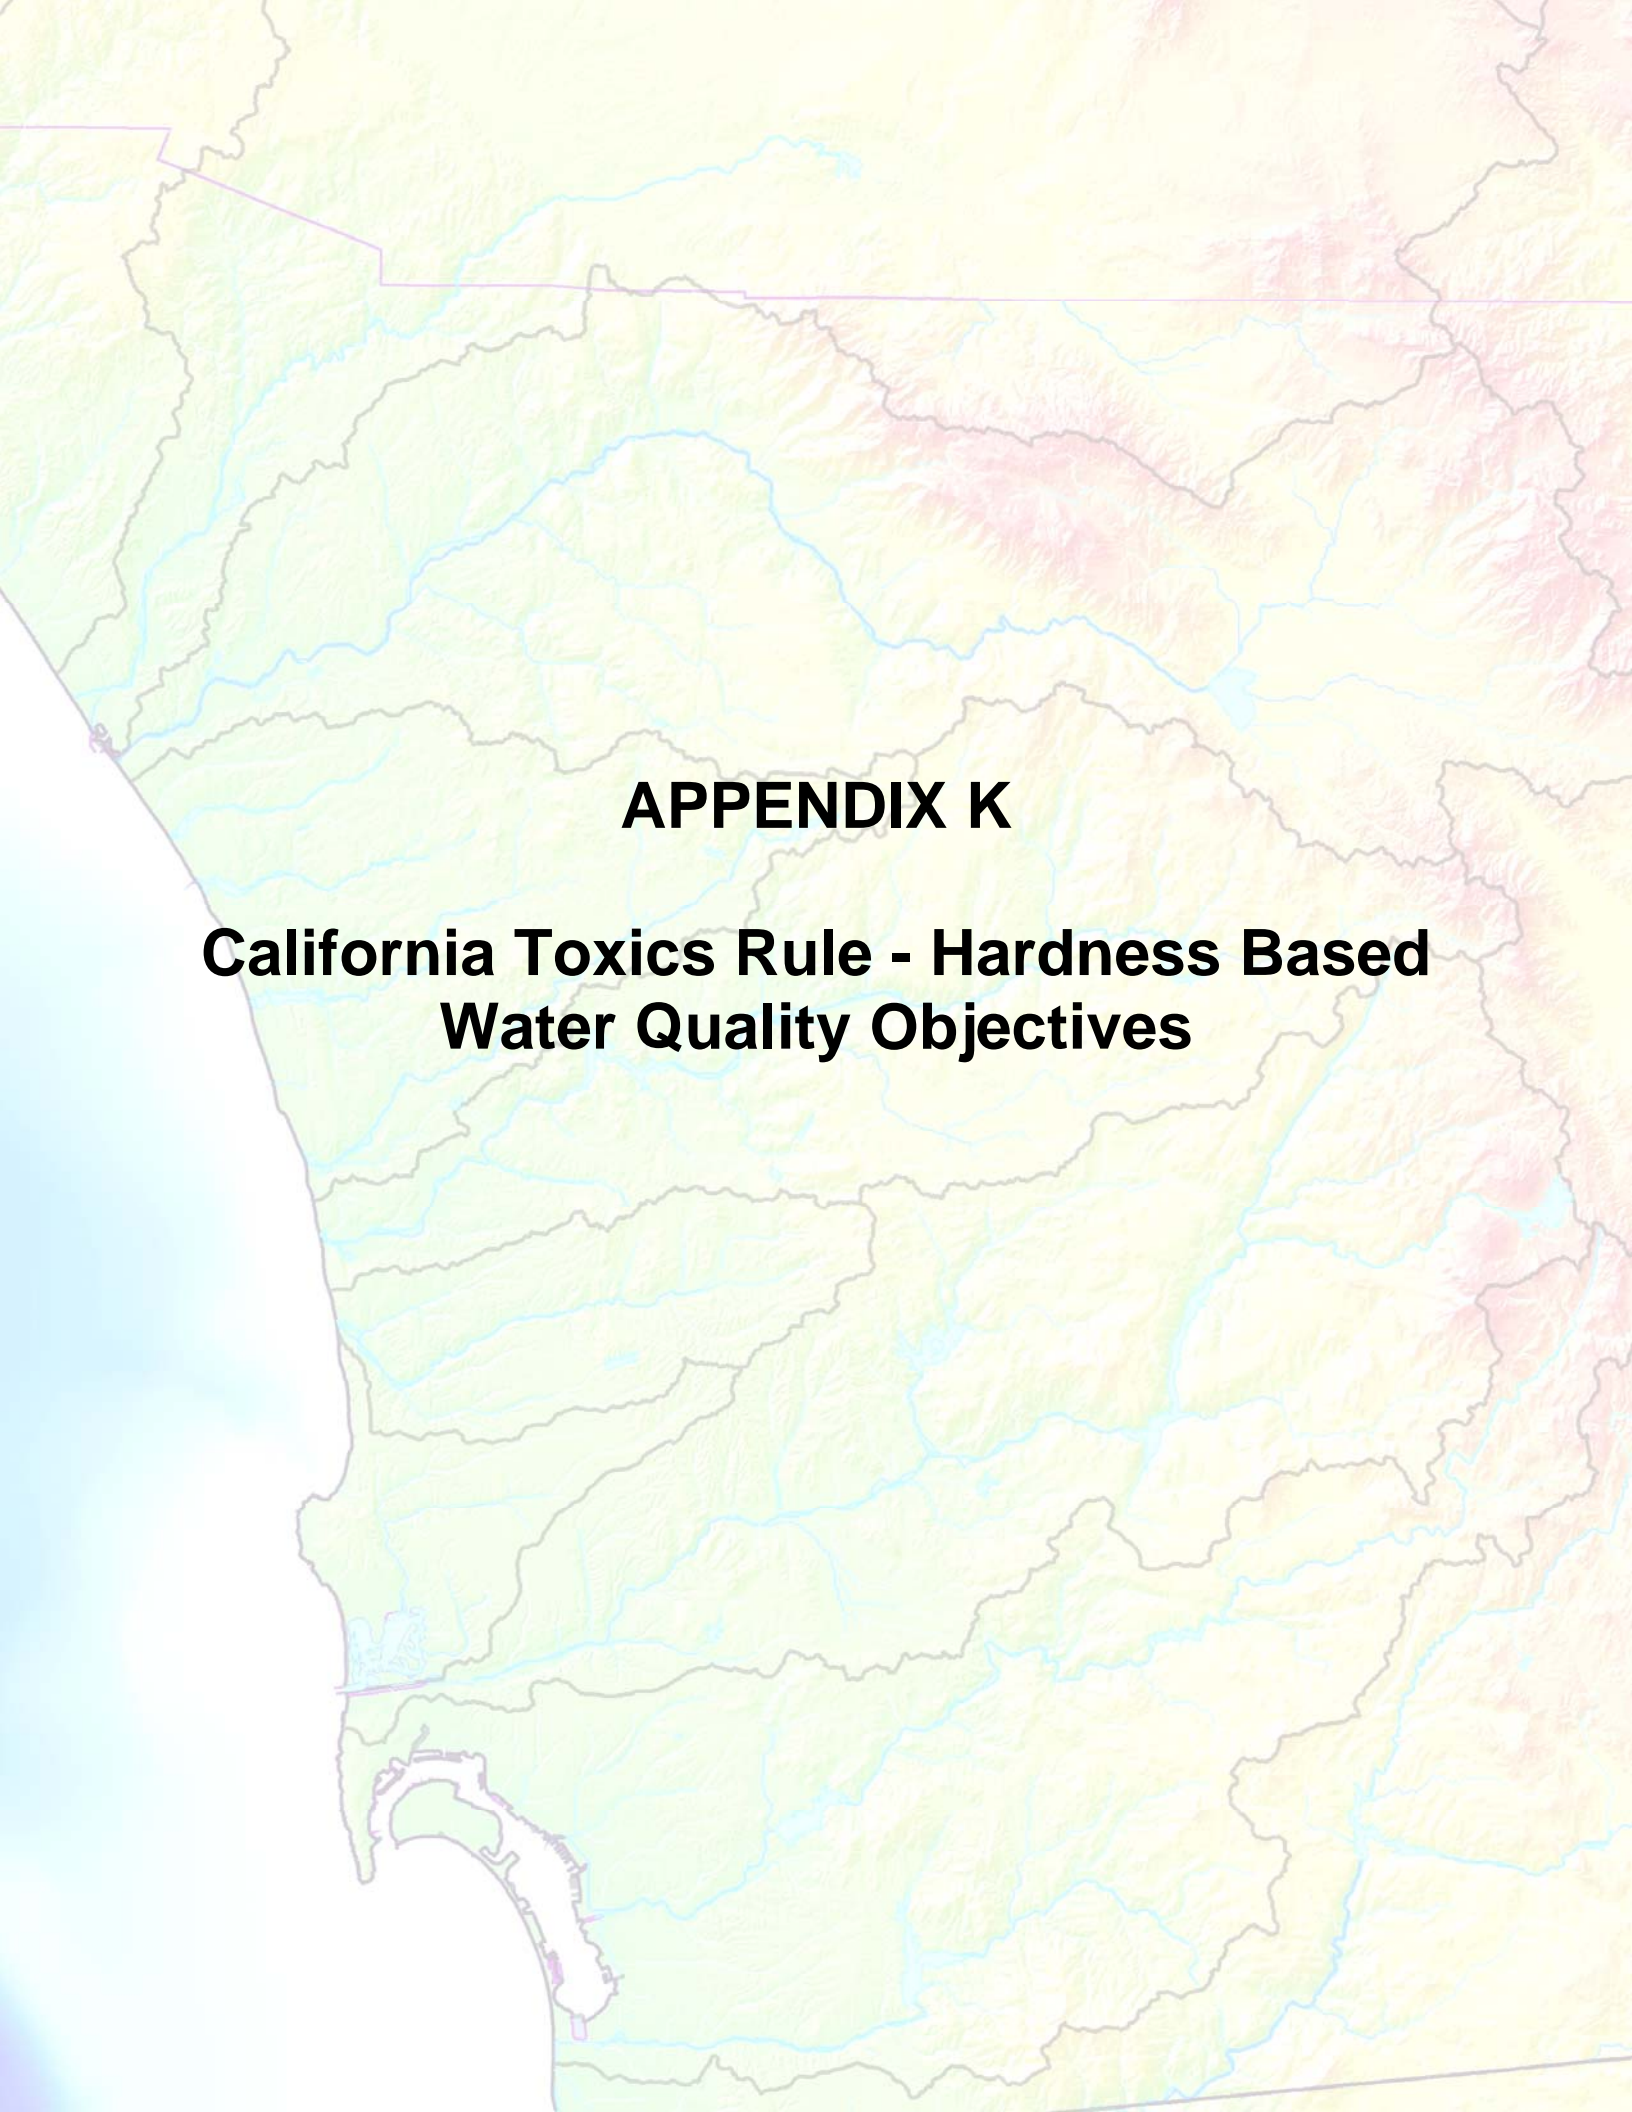 APPENDIX K
California Toxics Rule - Hardness Based
Water Quality Objectives